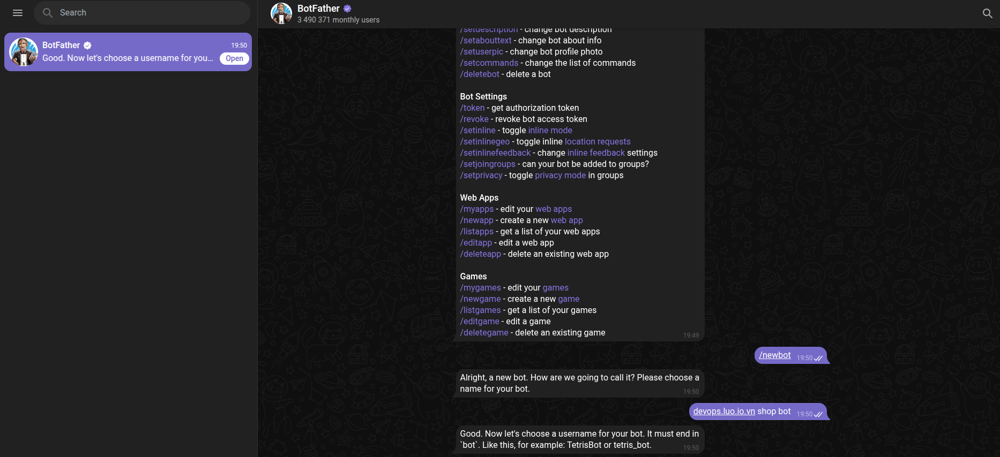 Search
BotFather
19:50
Good. Now let's choose a username for you...
Open
BotFather
3 490 371 monthly users
/setdescription - change bot description
/setabouttext - change bot about info
/setuserpic - change bot profile photo
/setcommands - change the list of commands
/deletebot - delete a bot
Bot Settings
/token - get authorization token
/revoke - revoke bot access token
/setinline - toggle inline mode
/setinlinegeo - toggle inline location requests
/setinlinefeedback - change inline feedback settings
/setjoingroups - can your bot be added to groups?
/setprivacy - toggle privacy mode in groups
Web Apps
/myapps - edit your web apps
/newapp - create a new web app
/listapps - get a list of your web apps
/editapp - edit a web app
/deleteapp - delete an existing web app
Games
/mygames - edit your games
/newgame - create a new game
/listgames - get a list of your games
/editgame - edit a game
/deletegame - delete an existing game
19:49
/newbot 19:50
Alright, a new bot. How are we going to call it? Please choose a
name for your bot.
19:50
devops.luo.io.vn shop bot 19:50
Good. Now let's choose a username for your bot. It must end in
`bot`. Like this, for example: TetrisBot or tetris_bot.
19:50